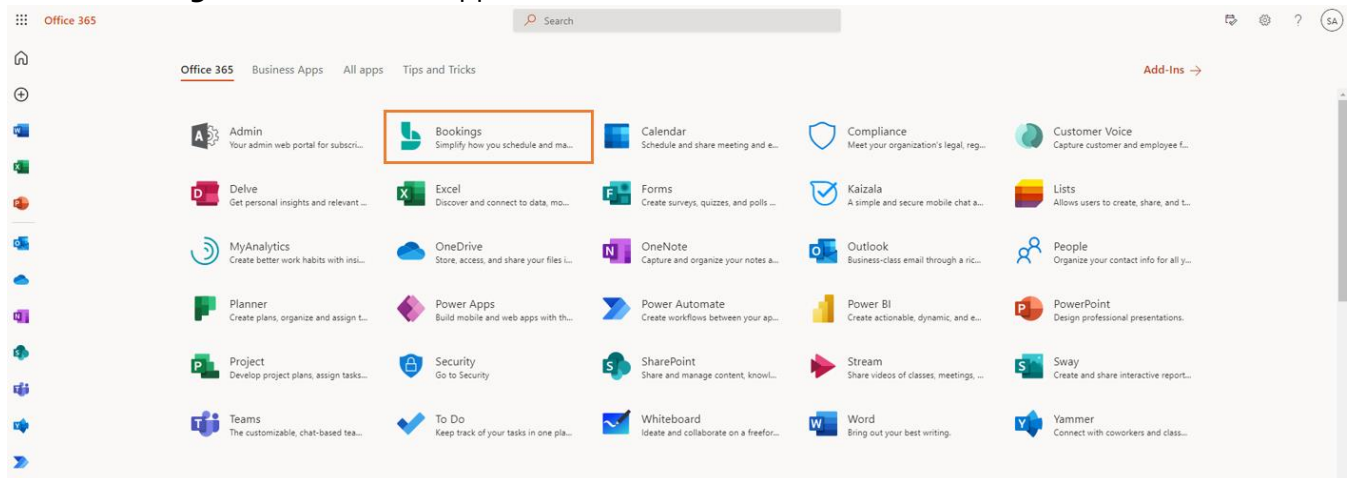 Office 365
Search
?
SA
Office 365 Business Apps All apps Tips and Tricks
Add-Ins →
Admin
Your admin web portal for subscri...
Bookings
Simplify how you schedule and ma...
Calendar
Schedule and share meeting and e...
Compliance
Meet your organization's legal, reg...
Customer Voice
Capture customer and employee f...
Delve
Get personal insights and relevant ...
Excel
Discover and connect to data, mo...
Forms
Create surveys, quizzes, and polls ...
Kaizala
A simple and secure mobile chat a...
Lists
Allows users to create, share, and t...
MyAnalytics
Create better work habits with insi...
OneDrive
Store, access, and share your files i...
OneNote
Capture and organize your notes a...
Outlook
Business-class email through a ric...
People
Organize your contact info for all y...
Planner
Create plans, organize and assign t...
Power Apps
Build mobile and web apps with th...
Power Automate
Create workflows between your ap...
Power BI
Create actionable, dynamic, and e...
PowerPoint
Design professional presentations.
Project
Develop project plans, assign tasks...
Security
Go to Security
SharePoint
Share and manage content, knowl...
Stream
Share videos of classes, meetings, ...
Sway
Create and share interactive report...
Teams
The customizable, chat-based tea...
To Do
Keep track of your tasks in one pla...
Whiteboard
Ideate and collaborate on a freefor...
Word
Bring out your best writing.
Yammer
Connect with coworkers and class...